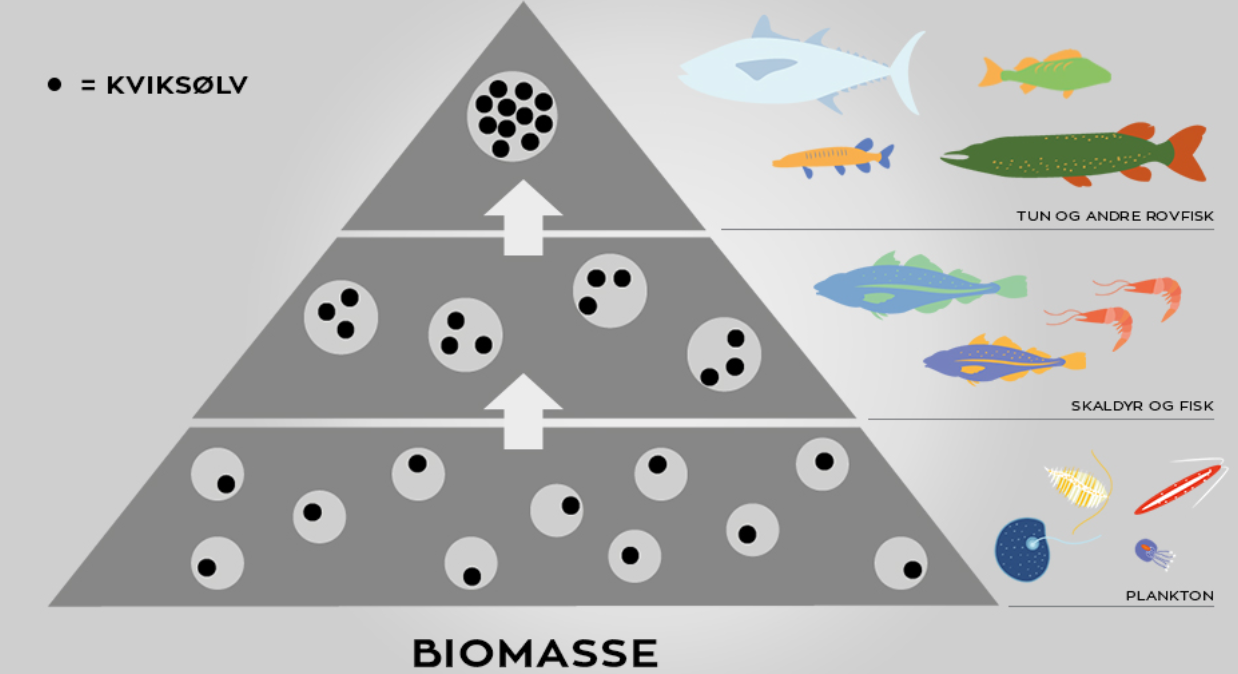 = KVIKSØLV
TUN OG ANDRE ROVFISK
SKALDYR OG FISK
PLANKTON
BIOMASSE